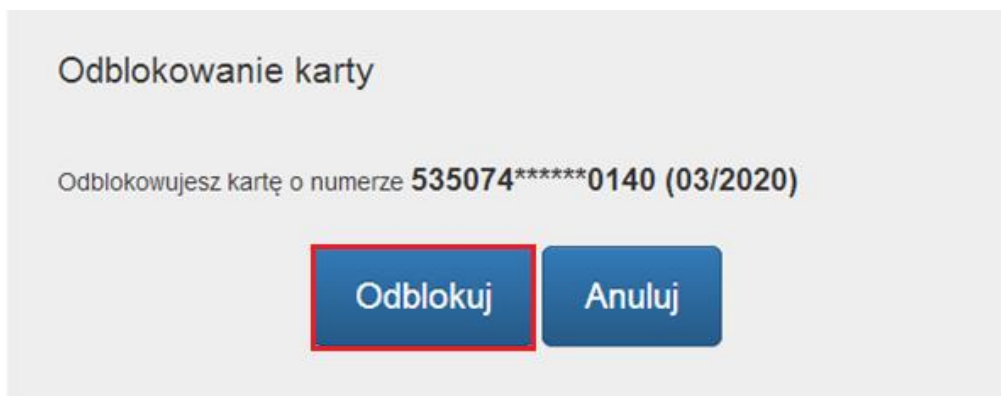 Odblokowanie karty
Odblokowujesz kartę o numerze 535074******0140 (03/2020)
Odblokuj Anuluj